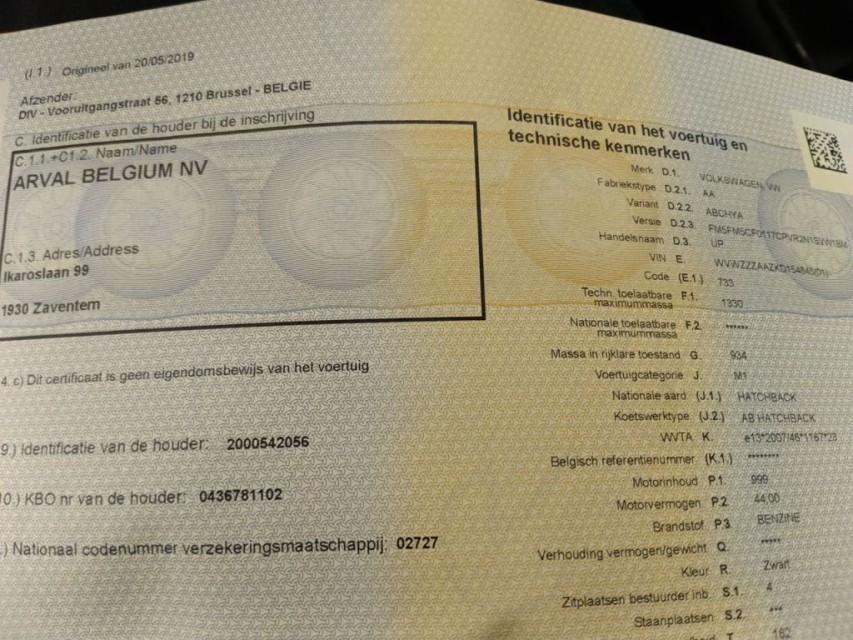 (I 1.) Origineel van 20/05/2019
Afzender:
DIV - Vooruitgangstraat 56, 1210 Brussel - BELGIE
C. Identificatie van de houder bij de inschrijving
C.1.1.+C1.2. Naam/Name
ARVAL BELGIUM NV
C.1.3. Adres/Address
Ikaroslaan 99
1930 Zaventem
4. c) Dit certificaat is geen eigendomsbewijs van het voertuig
9.) Identificatie van de houder: 2000542056
0.) KBO nr van de houder: 0436781102
.) Nationaal codenummer verzekeringsmaatschappij: 02727
Identificatie van het voertuig en
technische kenmerken
Merk D.1. VOLKSWAGEN, VW
Fabriekstype D.2.1. AA
Variant D.2.2. ABCHYA
Versie D.2.3.
Handelsnaam D.3. UP
VIN E.
Code (E.1.) 733
Techn. toelaatbare F.1. 1330
maximummassa
Nationale toelaatbare F.2. ******
maximummassa
Massa in rijklare toestand G. 934
Voertuigcategorie J. M1
Nationale aard (J.1.) HATCHBACK
Koetswerktype (J.2.) AB HATCHBACK
WVTA K. e13*2007/46*1167*23
Belgisch referentienummer (K.1.) ********
Motorinhoud P.1. 999
Motorvermogen P.2. 44,00
Brandstof P.3 BENZINE
Verhouding vermogen/gewicht Q. *****
Kleur R. Zwart
Zitplaatsen bestuurder inb. S.1. 4
Staanplaatsen S.2. ***
T. 162